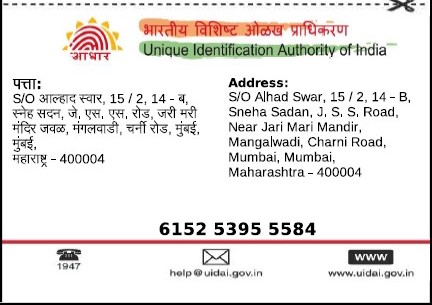 भारतीय विशिष्ट ओळख प्राधिकरण
Unique Identification Authority of India
आधार
पत्ता:
S/O आल्हाद स्वार, 15 / 2, 14 - ब,
स्नेह सदन, जे, एस, एस, रोड, जरी मरी
मंदिर जवळ, मंगलवाडी, चर्नी रोड, मुंबई,
मुंबई,
महाराष्ट्र - 400004
Address:
S/O Alhad Swar, 15 / 2, 14 - B,
Sneha Sadan, J, S. S. Road,
Near Jari Mari Mandir,
Mangalwadi, Charni Road,
Mumbai, Mumbai,
Maharashtra - 400004
6152 5395 5584
1947
help@uidai.gov.in
www
www.uidai.gov.in